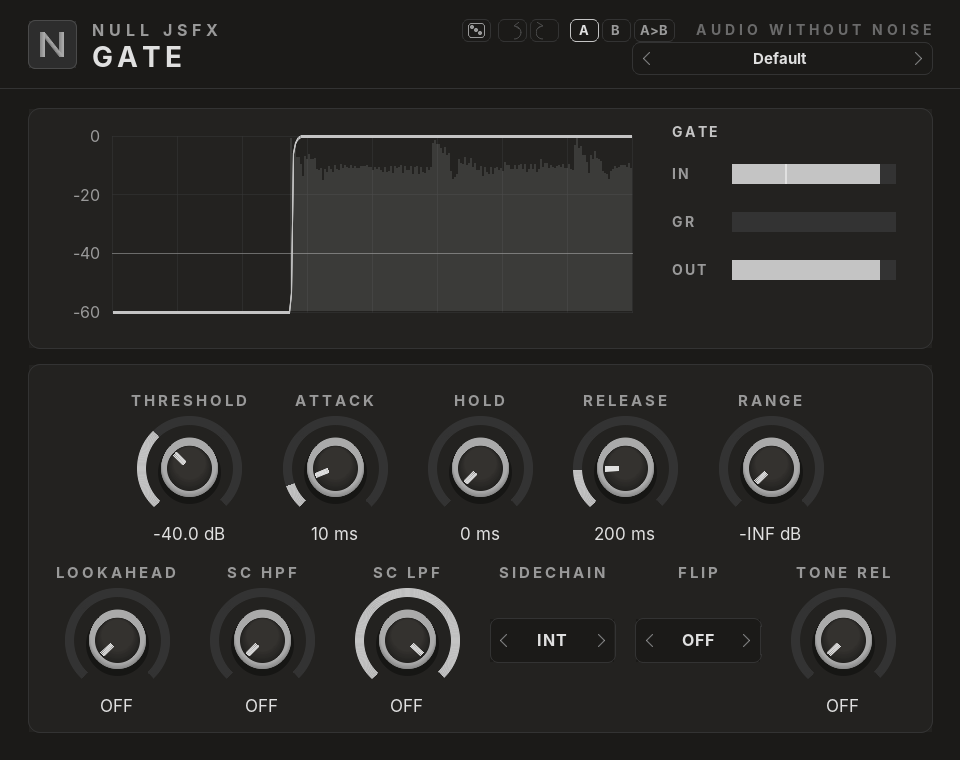 N
NULL JSFX
GATE
A B A>B
AUDIO WITHOUT NOISE
Default
0
-20
-40
-60
GATE
IN
GR
OUT
THRESHOLD ATTACK HOLD RELEASE RANGE
-40.0 dB 10 ms 0 ms 200 ms -INF dB
LOOKAHEAD SC HPF SC LPF SIDECHAIN FLIP TONE REL
INT OFF
OFF OFF OFF OFF